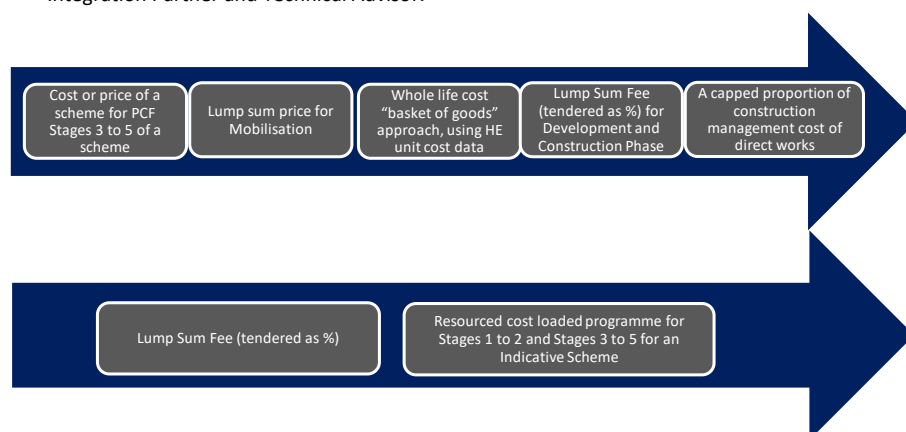 Integration Partner and Technical Advisor.
Cost or price of a
scheme for PCF
Stages 3 to 5 of a
scheme
Lump sum price for
Mobilisation
Whole life cost
“basket of goods”
approach, using HE
unit cost data
Lump Sum Fee
(tendered as %) for
Development and
Construction Phase
A capped proportion of
construction
management cost of
direct works
Lump Sum Fee (tendered as %)
Resourced cost loaded programme for
Stages 1 to 2 and Stages 3 to 5 for an
Indicative Scheme